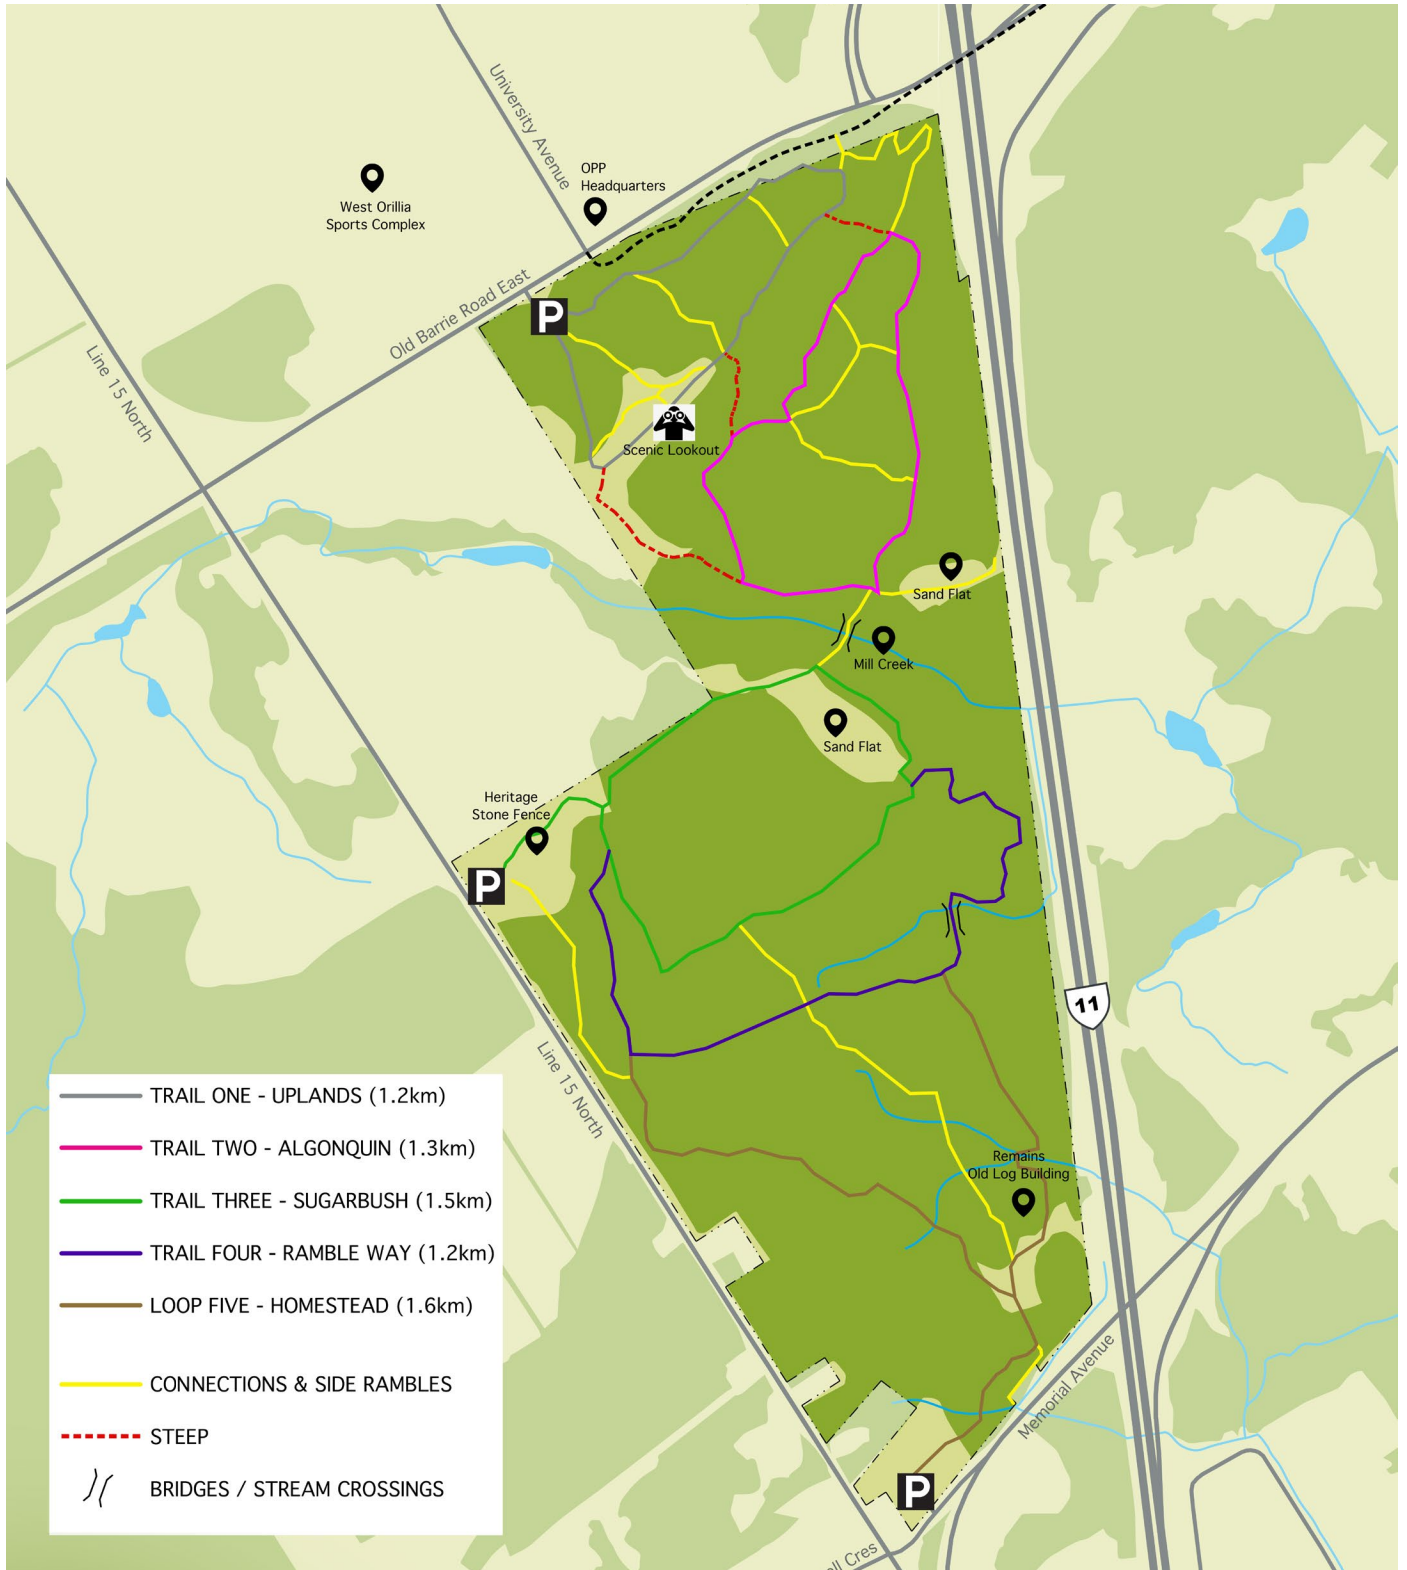 University Avenue
OPP
Headquarters
West Orillia
Sports Complex
Old Barrie Road East
P
Line 15 North
Scenic Lookout
Sand Flat
Mill Creek
Sand Flat
Heritage
Stone Fence
P
11
Line 15 North
TRAIL ONE - UPLANDS (1.2km)
TRAIL TWO - ALGONQUIN (1.3km)
TRAIL THREE - SUGARBUSH (1.5km)
TRAIL FOUR - RAMBLE WAY (1.2km)
LOOP FIVE - HOMESTEAD (1.6km)
CONNECTIONS & SIDE RAMBLES
STEEP
BRIDGES / STREAM CROSSINGS
Remains
Old Log Building
Memorial Avenue
P
Cres